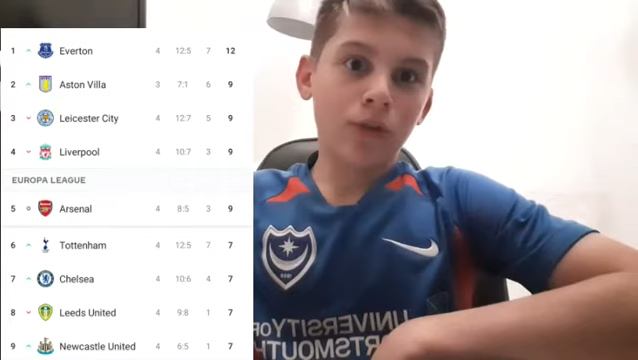 1 Everton 4 12:5 7 12
2 Aston Villa 3 7:1 6 9
3 Leicester City 4 12:7 5 9
4 Liverpool 4 10:7 3 9
EUROPA LEAGUE
5 Arsenal 4 8:5 3 9
6 Tottenham 4 12:5 7 7
7 Chelsea 4 10:6 4 7
8 Leeds United 4 9:8 1 7
9 Newcastle United 4 6:5 1 7
UNIVERSITY OF
PORTSMOUTH